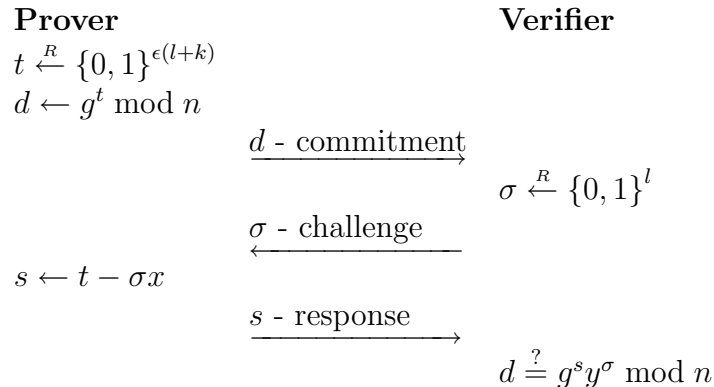 Prover Verifier
t ←ᴿ {0, 1}^{ϵ(l+k)}
d ← g^t mod n
d - commitment
σ ←ᴿ {0, 1}^l
σ - challenge
s ← t − σx
s - response
d ≟ g^s y^σ mod n